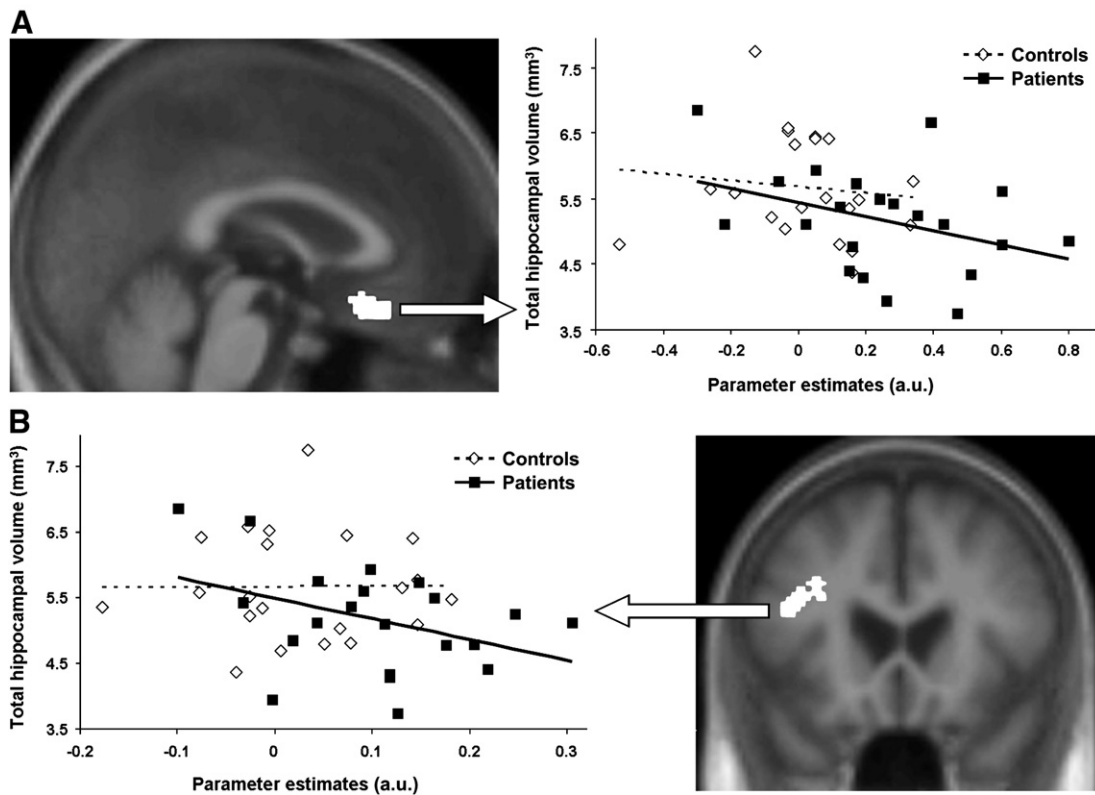 A
Total hippocampal volume (mm³)
7.5
6.5
5.5
4.5
3.5
Controls
Patients
-0.6 -0.4 -0.2 0 0.2 0.4 0.6 0.8
Parameter estimates (a.u.)
B
Total hippocampal volume (mm³)
7.5
6.5
5.5
4.5
3.5
Controls
Patients
-0.2 -0.1 0 0.1 0.2 0.3
Parameter estimates (a.u.)